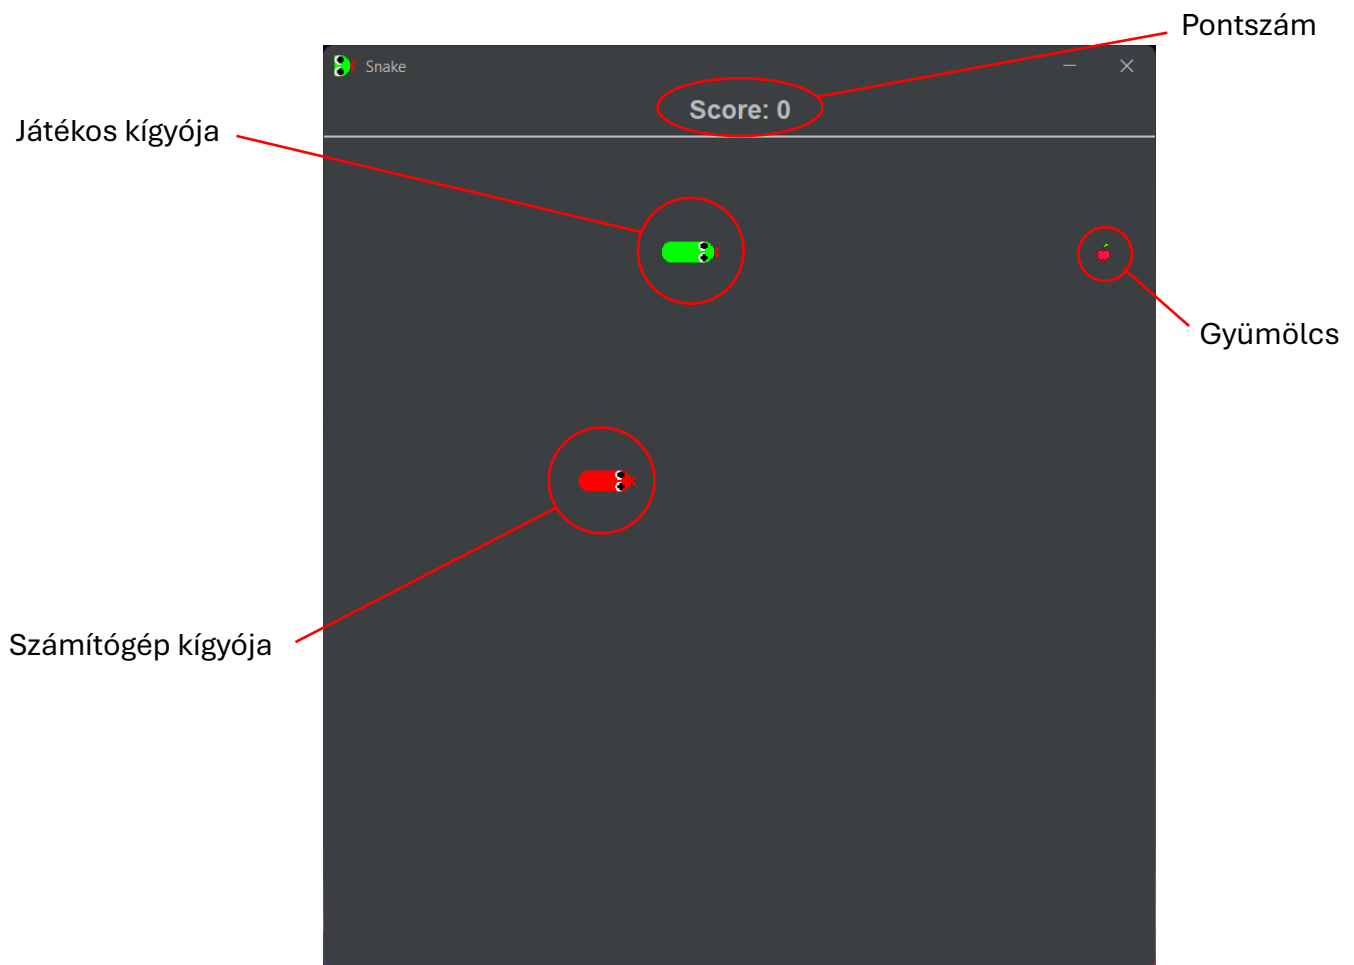 Pontszám
Snake
Score: 0
Játékos kígyója
Gyümölcs
Számítógép kígyója